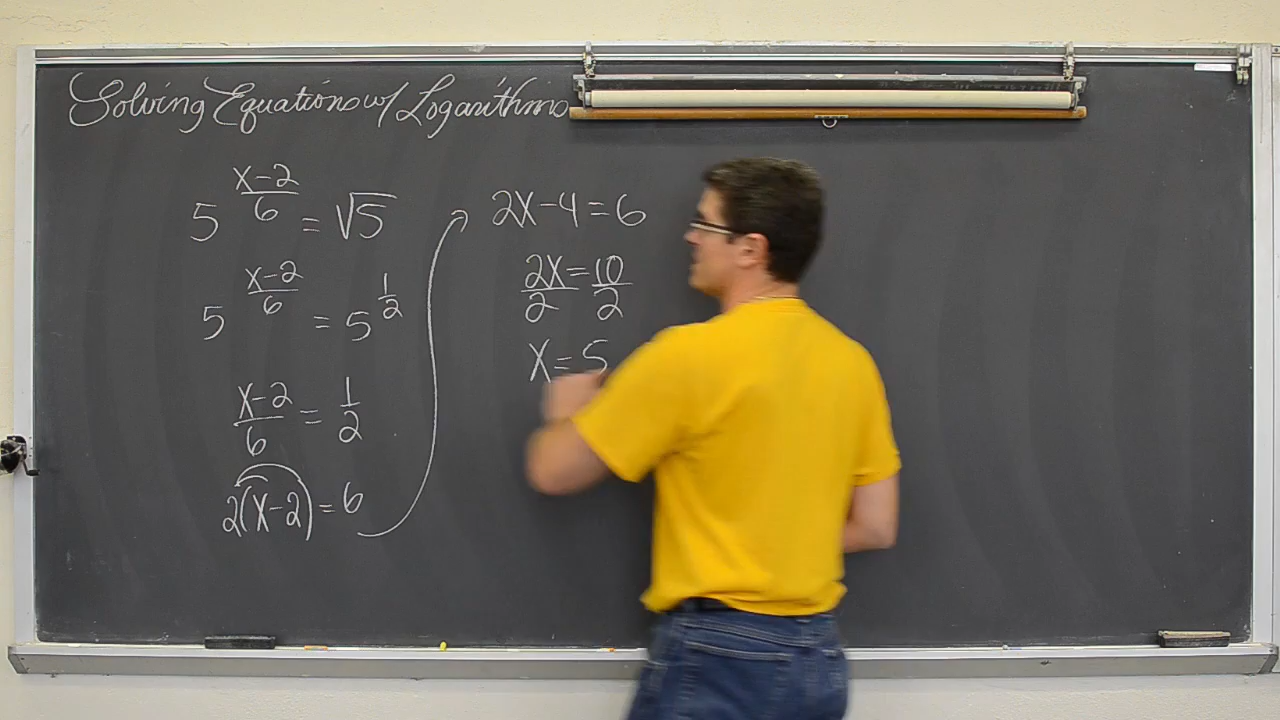 Solving Equations w/ Logarithms
5^((x-2)/6) = √5
5^((x-2)/6) = 5^(1/2)
(x-2)/6 = 1/2
2(x-2) = 6
2x-4=6
2x/2 = 10/2
x=5